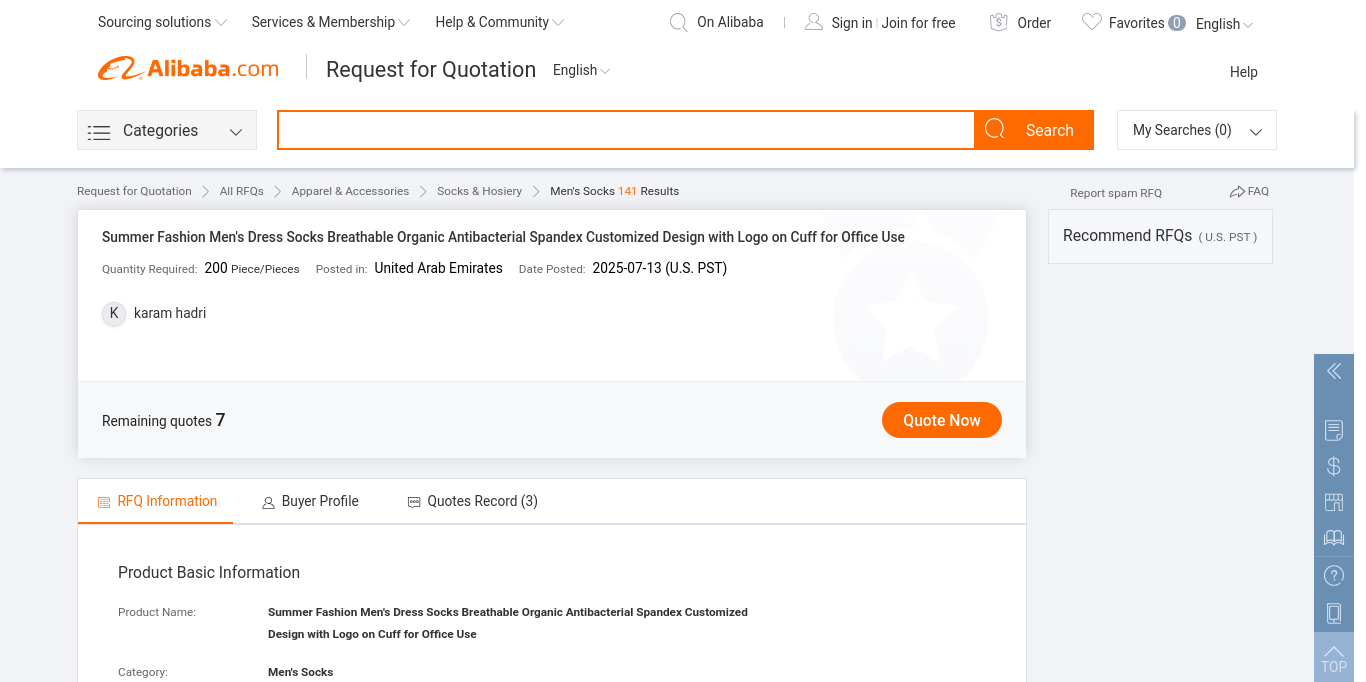 Sourcing solutions Services & Membership Help & Community On Alibaba Sign in Join for free Order Favorites 0 English
Alibaba.com Request for Quotation English Help
Categories Search My Searches (0)
Request for Quotation All RFQs Apparel & Accessories Socks & Hosiery Men's Socks 141 Results Report spam RFQ FAQ
Summer Fashion Men's Dress Socks Breathable Organic Antibacterial Spandex Customized Design with Logo on Cuff for Office Use
Recommend RFQs ( U.S. PST )
Quantity Required: 200 Piece/Pieces Posted in: United Arab Emirates Date Posted: 2025-07-13 (U.S. PST)
K karam hadri
Remaining quotes 7 Quote Now
RFQ Information Buyer Profile Quotes Record (3)
Product Basic Information
Product Name: Summer Fashion Men's Dress Socks Breathable Organic Antibacterial Spandex Customized
Design with Logo on Cuff for Office Use
Category: Men's Socks
TOP